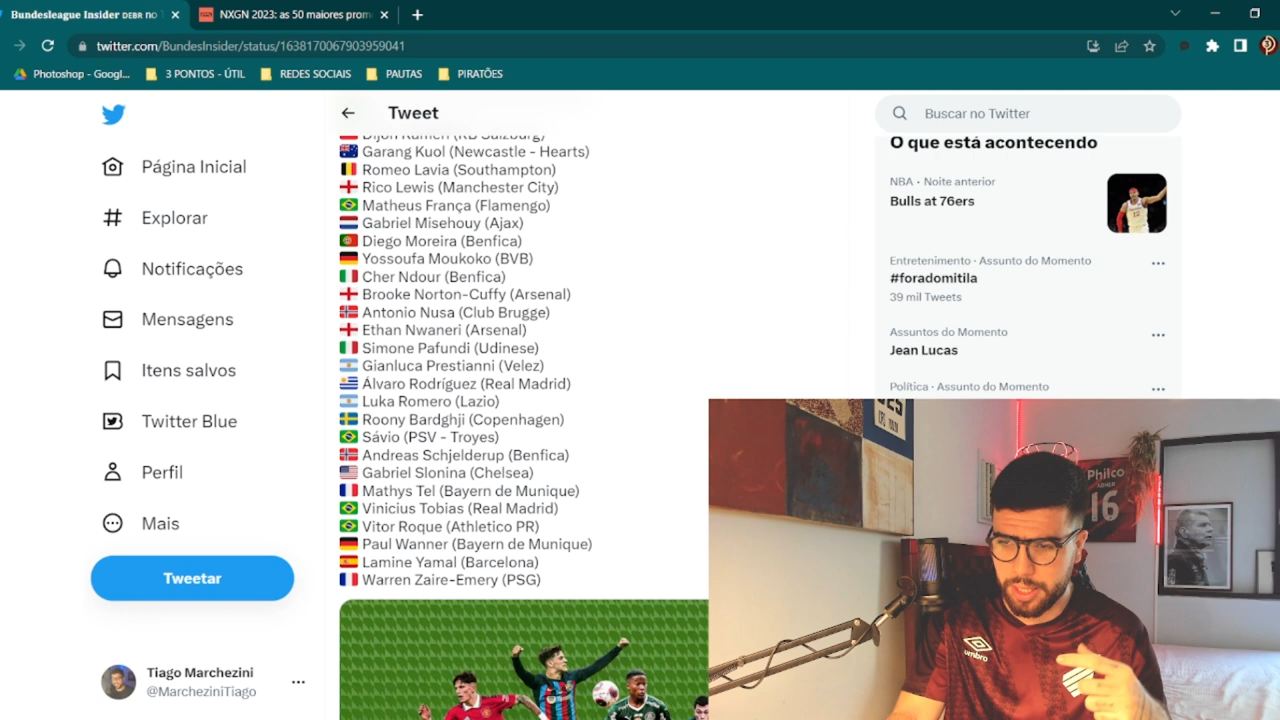 Bundesleague Insider DEBR NO
NXGN 2023: as 50 maiores prom
twitter.com/BundesInsider/status/1638170067903959041
Photoshop - Googl...
3 PONTOS - ÚTIL
REDES SOCIAIS
PAUTAS
PIRATÕES
Página Inicial
Explorar
Notificações
Mensagens
Itens salvos
Twitter Blue
Perfil
Mais
Tweetar
Tiago Marchezini
@MarcheziniTiago
Tweet
Garang Kuol (Newcastle - Hearts)
Romeo Lavia (Southampton)
Rico Lewis (Manchester City)
Matheus França (Flamengo)
Gabriel Misehouy (Ajax)
Diego Moreira (Benfica)
Yossoufa Moukoko (BVB)
Cher Ndour (Benfica)
Brooke Norton-Cuffy (Arsenal)
Antonio Nusa (Club Brugge)
Ethan Nwaneri (Arsenal)
Simone Pafundi (Udinese)
Gianluca Prestianni (Velez)
Álvaro Rodríguez (Real Madrid)
Luka Romero (Lazio)
Roony Bardghji (Copenhagen)
Sávio (PSV - Troyes)
Andreas Schjelderup (Benfica)
Gabriel Slonina (Chelsea)
Mathys Tel (Bayern de Munique)
Vinicius Tobias (Real Madrid)
Vitor Roque (Athletico PR)
Paul Wanner (Bayern de Munique)
Lamine Yamal (Barcelona)
Warren Zaire-Emery (PSG)
Buscar no Twitter
O que está acontecendo
NBA · Noite anterior
Bulls at 76ers
Entretenimento · Assunto do Momento
#foradomitila
39 mil Tweets
Assuntos do Momento
Jean Lucas
Política · Assunto do Momento
Philco
16
umbro